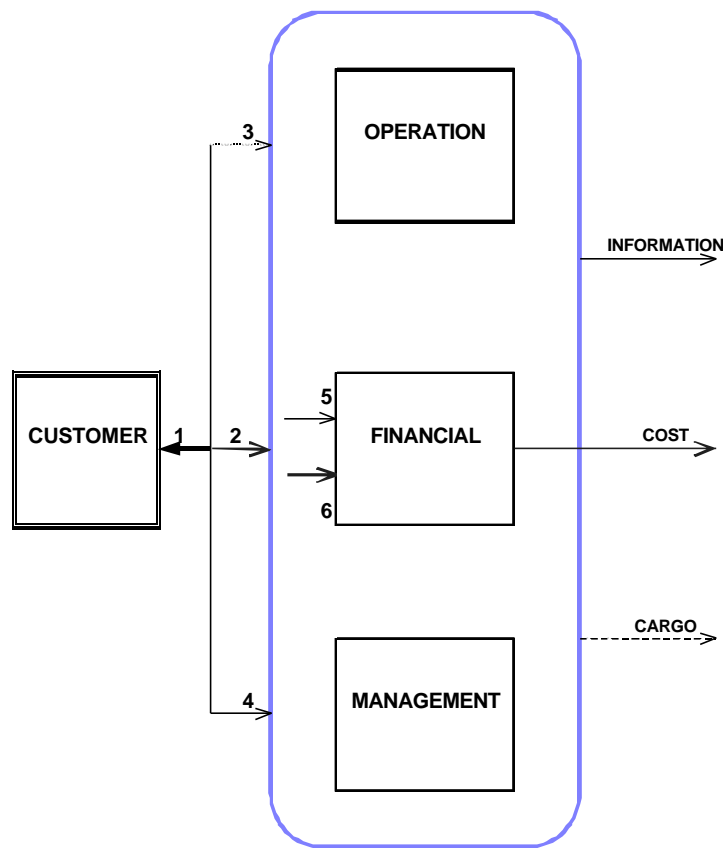 OPERATION
3
INFORMATION
5
CUSTOMER 1 2 FINANCIAL COST
6
CARGO
4 MANAGEMENT